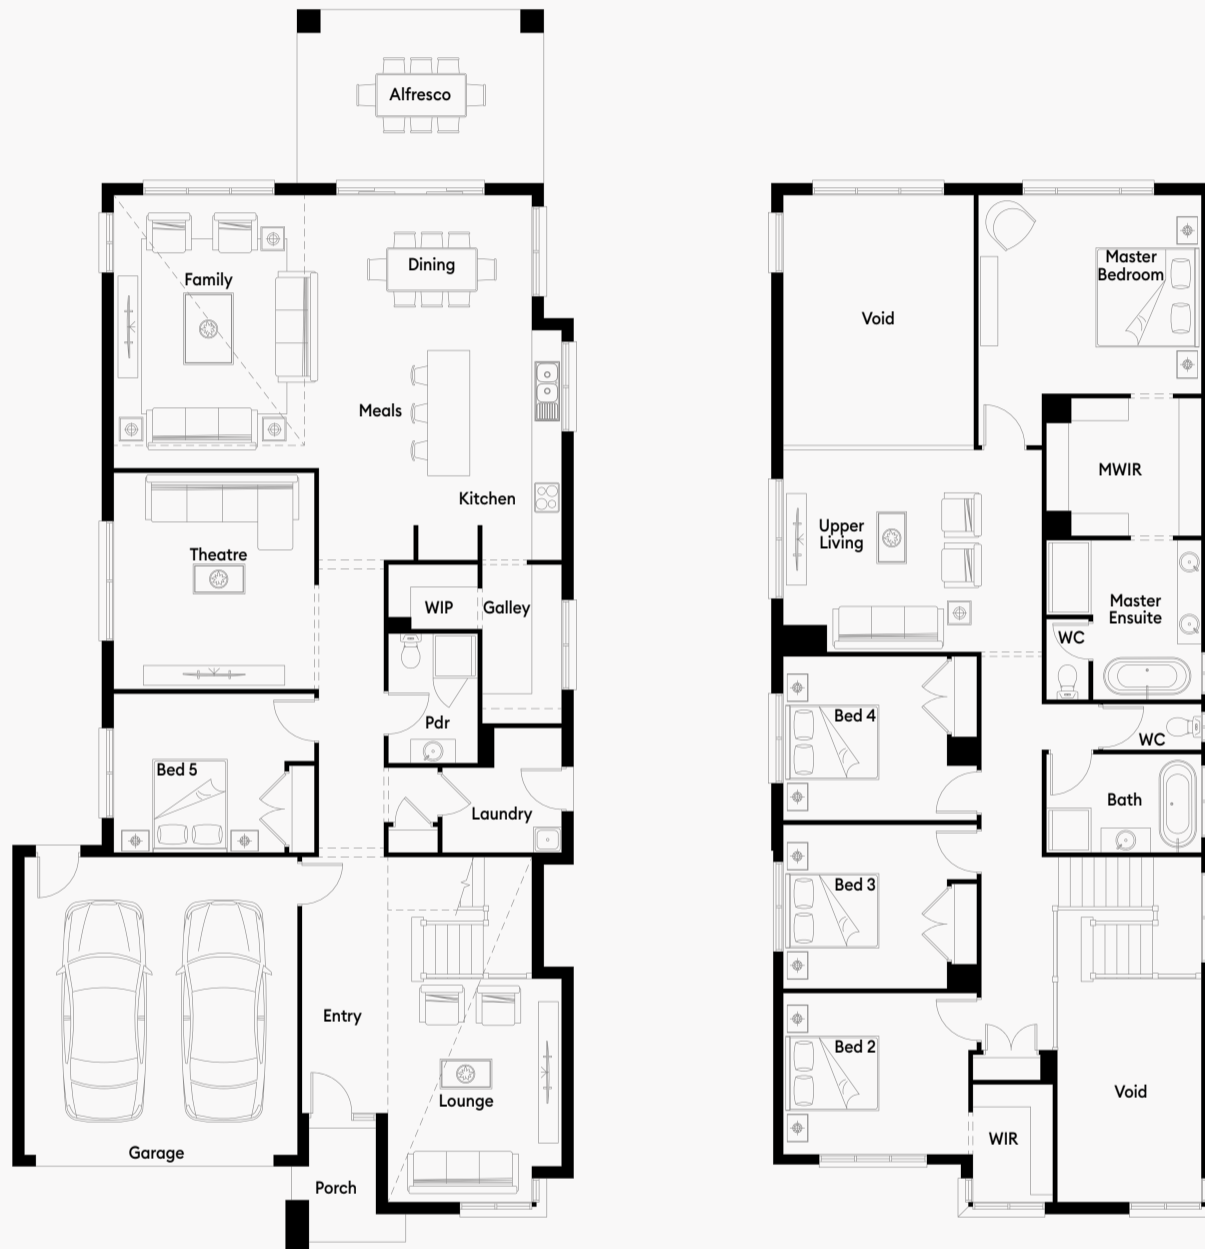 Alfresco
Dining
Family
Meals
Kitchen
Theatre
WIP
Galley
Pdr
Bed 5
Laundry
Entry
Lounge
Garage
Porch
Master
Bedroom
Void
MWIR
Upper
Living
Master
Ensuite
WC
Bed 4
WC
Bath
Bed 3
Bed 2
Void
WIR